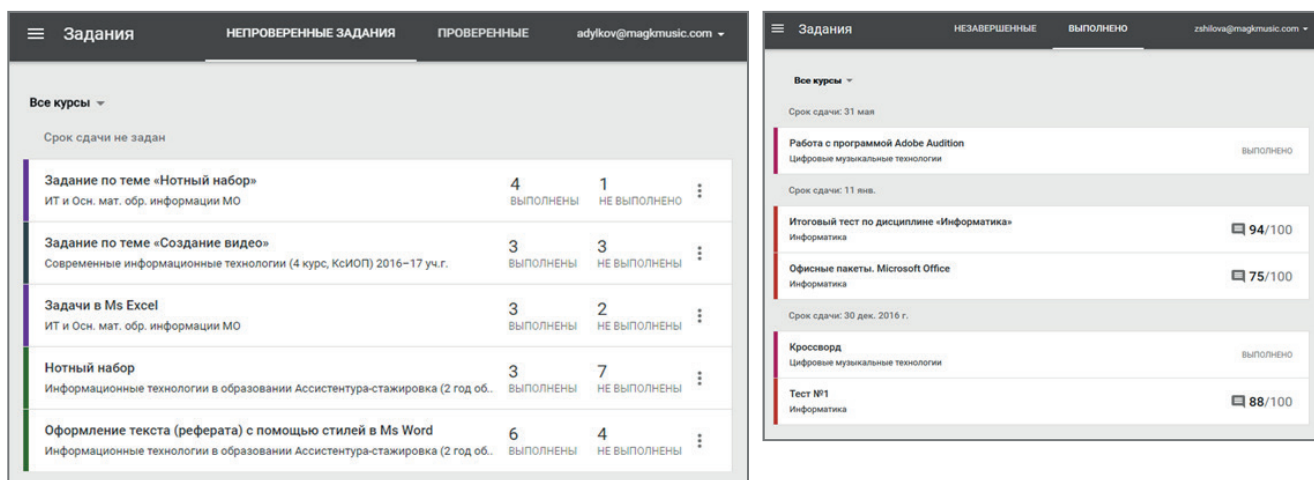 Задания
НЕПРОВЕРЕННЫЕ ЗАДАНИЯ
ПРОВЕРЕННЫЕ
adylkov@magkmusic.com
Все курсы
Срок сдачи не задан
Задание по теме «Нотный набор»
4 1
ИТ и Осн. мат. обр. информации МО
ВЫПОЛНЕНЫ НЕ ВЫПОЛНЕНО
Задание по теме «Создание видео»
3 3
Современные информационные технологии (4 курс, КсИОП) 2016–17 уч.г.
ВЫПОЛНЕНЫ НЕ ВЫПОЛНЕНЫ
Задачи в Ms Excel
3 2
ИТ и Осн. мат. обр. информации МО
ВЫПОЛНЕНЫ НЕ ВЫПОЛНЕНЫ
Нотный набор
3 7
Информационные технологии в образовании Ассистентура-стажировка (2 год об..
ВЫПОЛНЕНЫ НЕ ВЫПОЛНЕНЫ
Оформление текста (реферата) с помощью стилей в Ms Word
6 4
Информационные технологии в образовании Ассистентура-стажировка (2 год об..
ВЫПОЛНЕНЫ НЕ ВЫПОЛНЕНЫ
Задания
НЕЗАВЕРШЕННЫЕ
ВЫПОЛНЕНО
zshilova@magkmusic.com
Все курсы
Срок сдачи: 31 мая
Работа с программой Adobe Audition
Цифровые музыкальные технологии
ВЫПОЛНЕНО
Срок сдачи: 11 янв.
Итоговый тест по дисциплине «Информатика»
Информатика
94/100
Офисные пакеты. Microsoft Office
Информатика
75/100
Срок сдачи: 30 дек. 2016 г.
Кроссворд
Цифровые музыкальные технологии
ВЫПОЛНЕНО
Тест №1
Информатика
88/100